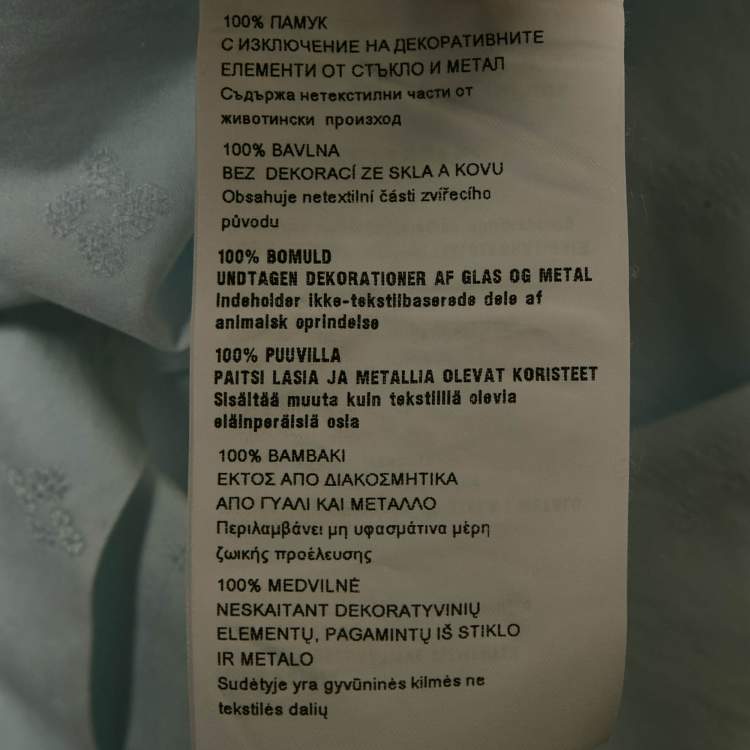 100% ПАМУК
С ИЗКЛЮЧЕНИЕ НА ДЕКОРАТИВНИТЕ
ЕЛЕМЕНТИ ОТ СТЪКЛО И МЕТАЛ
Съдържа нетекстилни части от
животински произход
100% BAVLNA
BEZ DEKORACÍ ZE SKLA A KOVU
Obsahuje netextilní části zvířecího
původu
100% BOMULD
UNDTAGEN DEKORATIONER AF GLAS OG METAL
Indeholder ikke-tekstilbaserede dele af
animalsk oprindelse
100% PUUVILLA
PAITSI LASIA JA METALLIA OLEVAT KORISTEET
Sisältää muuta kuin tekstiiliä olevia
eläinperäisiä osia
100% ΒΑΜΒΑΚΙ
ΕΚΤΟΣ ΑΠΟ ΔΙΑΚΟΣΜΗΤΙΚΑ
ΑΠΟ ΓΥΑΛΙ ΚΑΙ ΜΕΤΑΛΛΟ
Περιλαμβάνει μη υφασμάτινα μέρη
ζωικής προέλευσης
100% MEDVILNĖ
NESKAITANT DEKORATYVINIŲ
ELEMENTŲ, PAGAMINTŲ IŠ STIKLO
IR METALO
Sudėtyje yra gyvūninės kilmės ne
tekstilės dalių